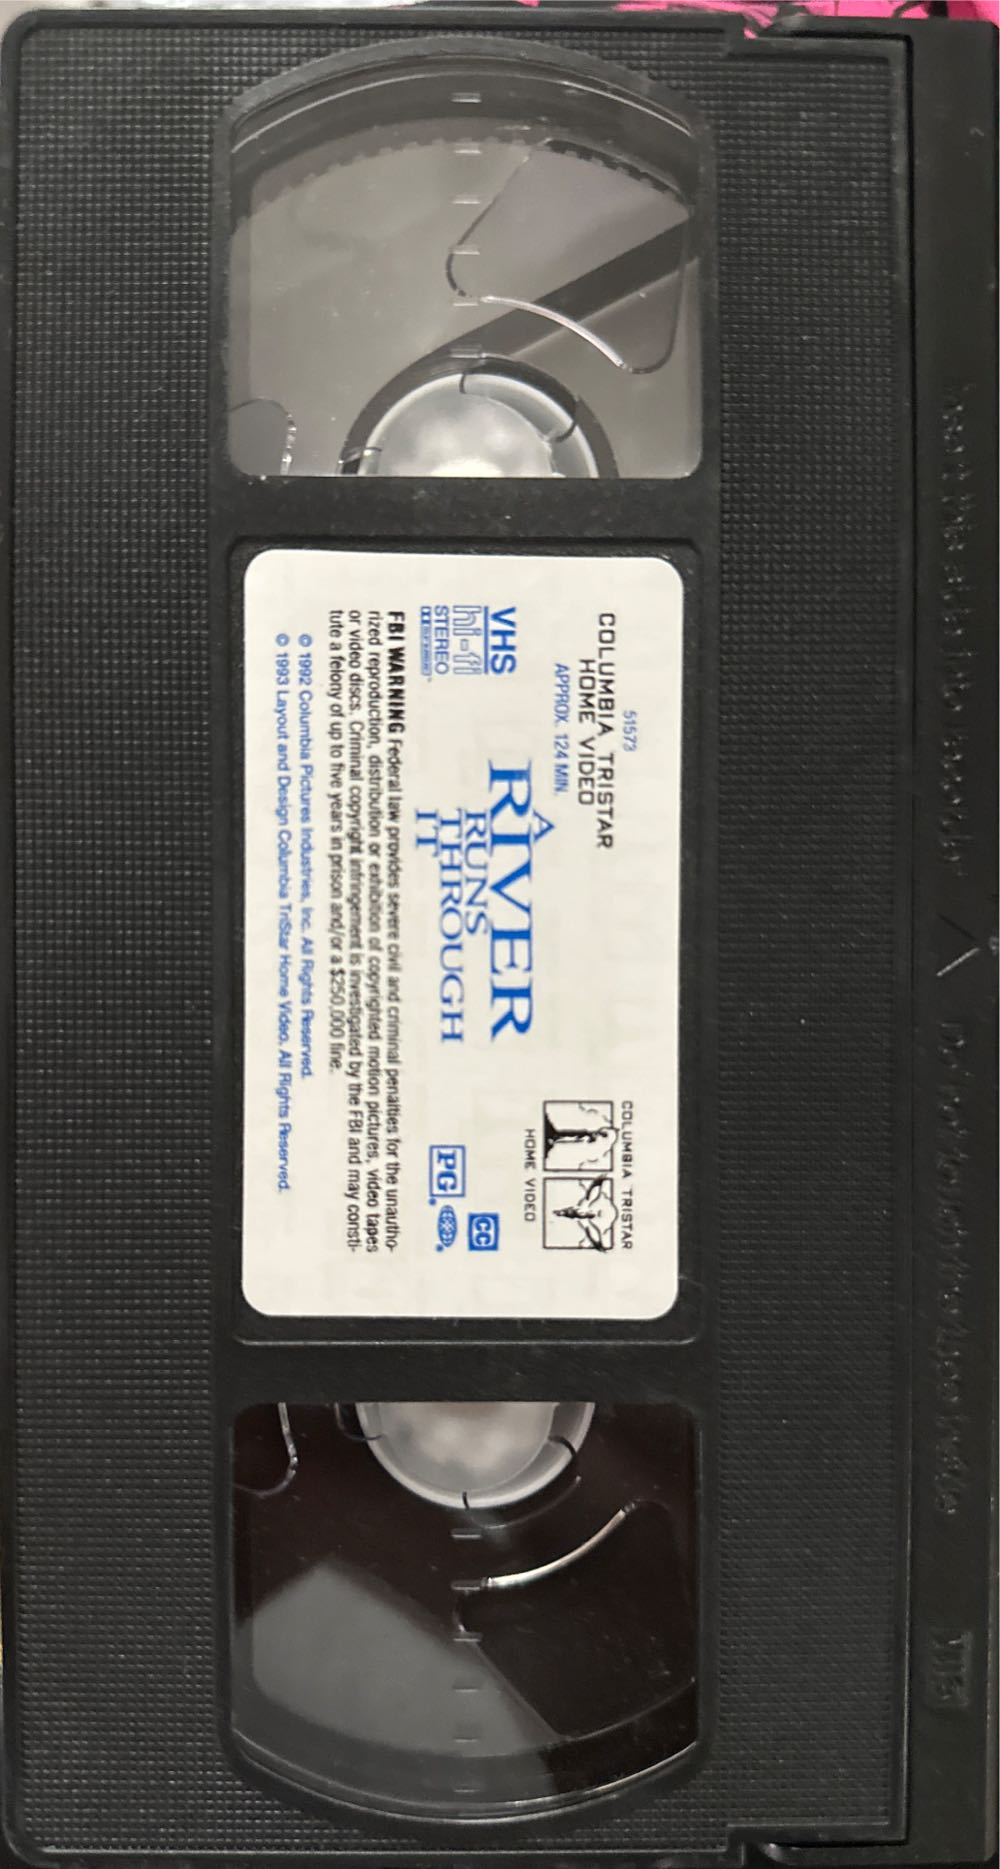 51573
COLUMBIA TRISTAR
HOME VIDEO
APPROX. 124 MIN.
COLUMBIA TRISTAR
HOME VIDEO
VHS
hi-fi
STEREO
A
RIVER
RUNS
THROUGH
IT
CC
PG
FBI WARNING Federal law provides severe civil and criminal penalties for the unautho-
rized reproduction, distribution or exhibition of copyrighted motion pictures, video tapes
or video discs. Criminal copyright infringement is investigated by the FBI and may consti-
tute a felony of up to five years in prison and/or a $250,000 fine.
© 1992 Columbia Pictures Industries, Inc. All Rights Reserved.
© 1993 Layout and Design Columbia TriStar Home Video. All Rights Reserved.
VHS